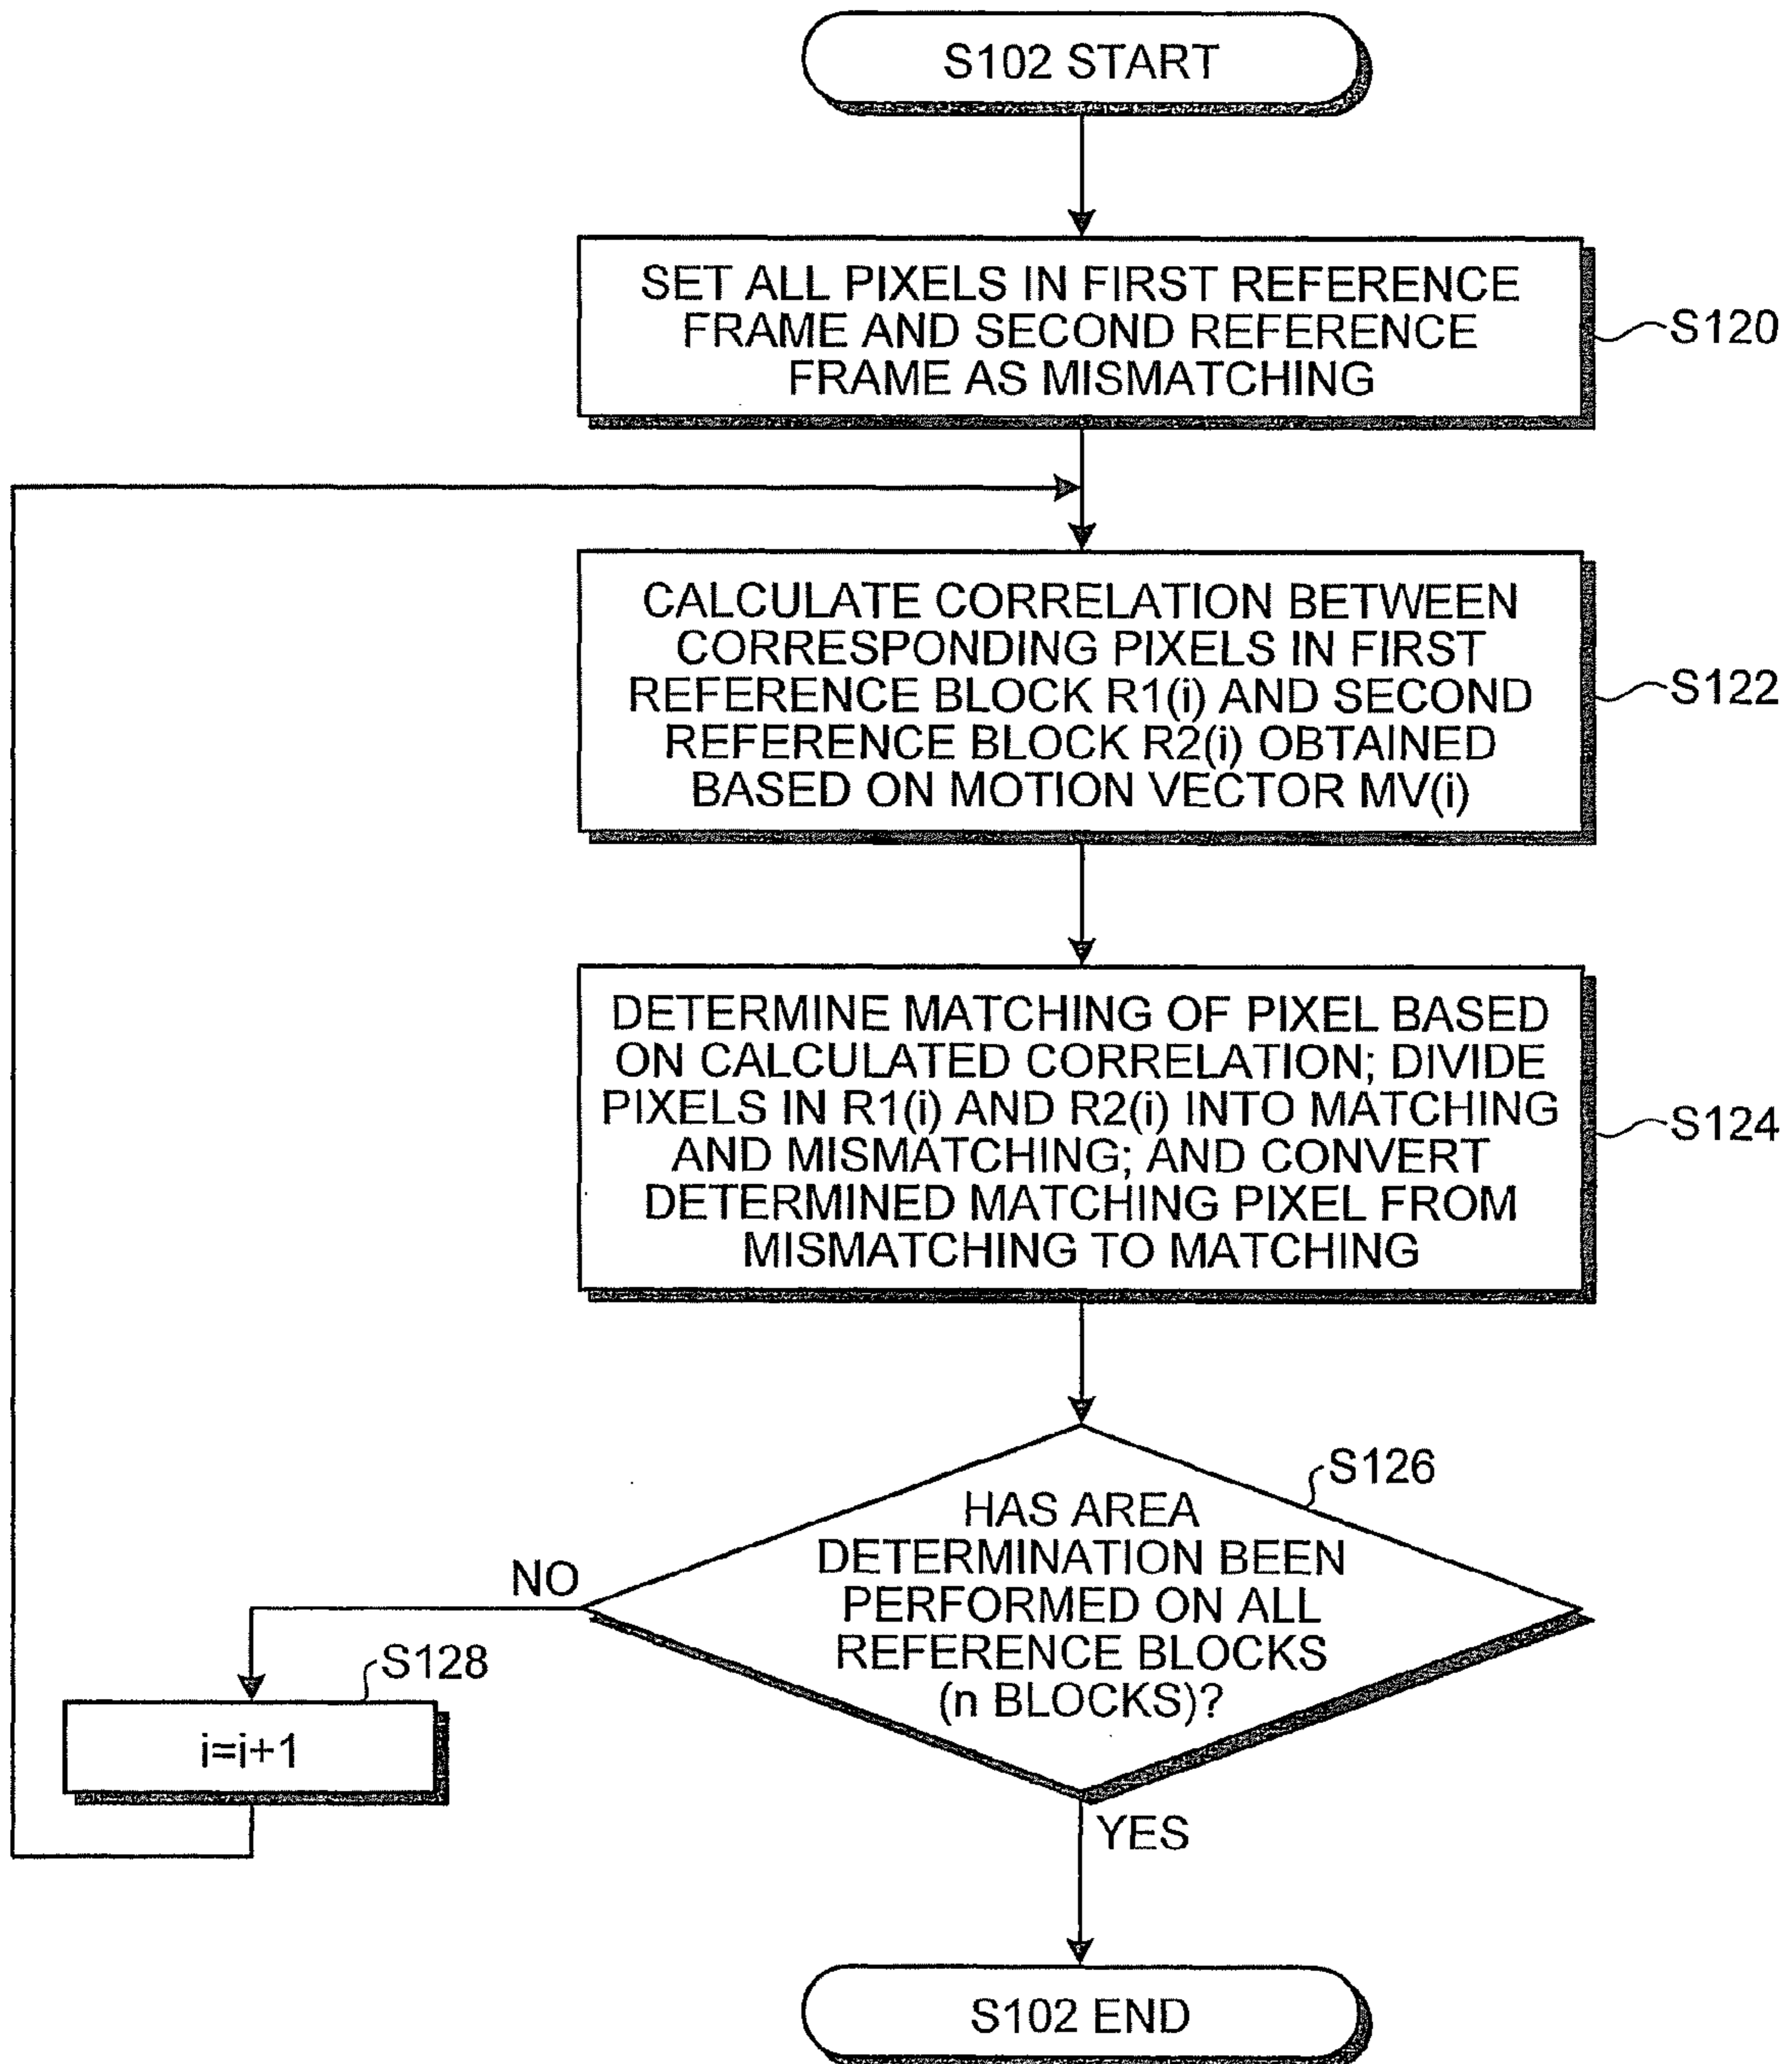 S102 START
SET ALL PIXELS IN FIRST REFERENCE
FRAME AND SECOND REFERENCE
FRAME AS MISMATCHING
S120
CALCULATE CORRELATION BETWEEN
CORRESPONDING PIXELS IN FIRST
REFERENCE BLOCK R1(i) AND SECOND
REFERENCE BLOCK R2(i) OBTAINED
BASED ON MOTION VECTOR MV(i)
S122
DETERMINE MATCHING OF PIXEL BASED
ON CALCULATED CORRELATION; DIVIDE
PIXELS IN R1(i) AND R2(i) INTO MATCHING
AND MISMATCHING; AND CONVERT
DETERMINED MATCHING PIXEL FROM
MISMATCHING TO MATCHING
S124
S126
HAS AREA
DETERMINATION BEEN
PERFORMED ON ALL
REFERENCE BLOCKS
(n BLOCKS)?
NO
S128
i=i+1
YES
S102 END